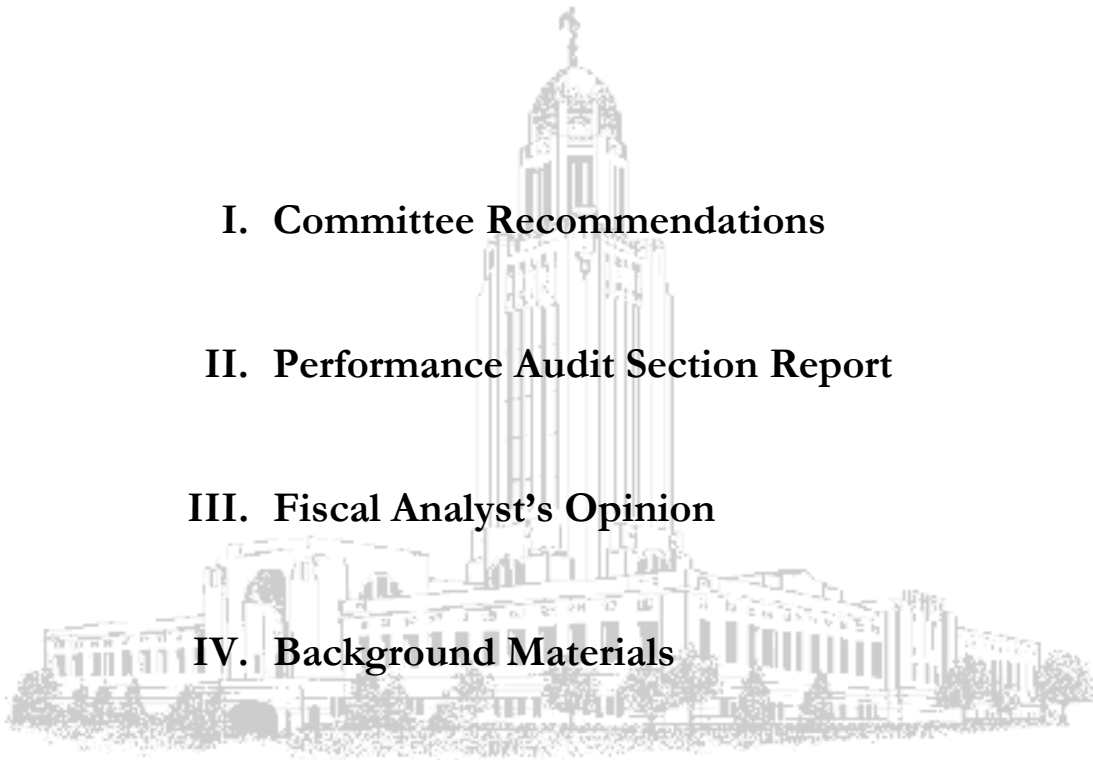 I. Committee Recommendations
II. Performance Audit Section Report
III. Fiscal Analyst’s Opinion
IV. Background Materials